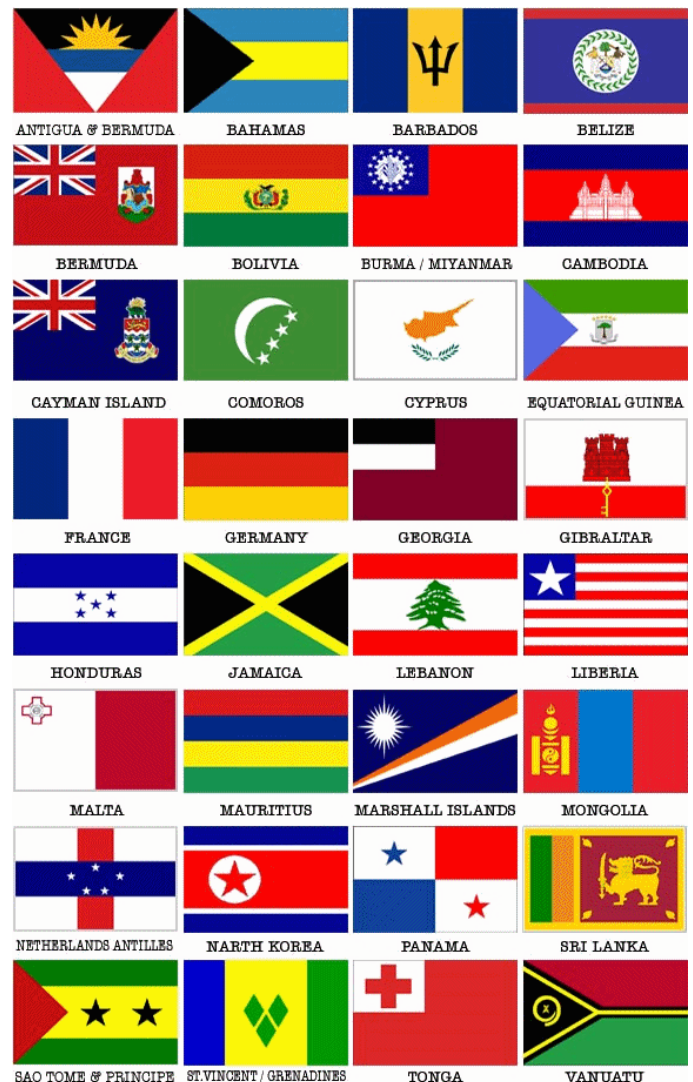 ANTIGUA & BERMUDA BAHAMAS BARBADOS BELIZE
BERMUDA BOLIVIA BURMA / MIYANMAR CAMBODIA
CAYMAN ISLAND COMOROS CYPRUS EQUATORIAL GUINEA
FRANCE GERMANY GEORGIA GIBRALTAR
HONDURAS JAMAICA LEBANON LIBERIA
MALTA MAURITIUS MARSHALL ISLANDS MONGOLIA
NETHERLANDS ANTILLES NARTH KOREA PANAMA SRI LANKA
SAO TOME & PRINCIPE ST.VINCENT / GRENADINES TONGA VANUATU